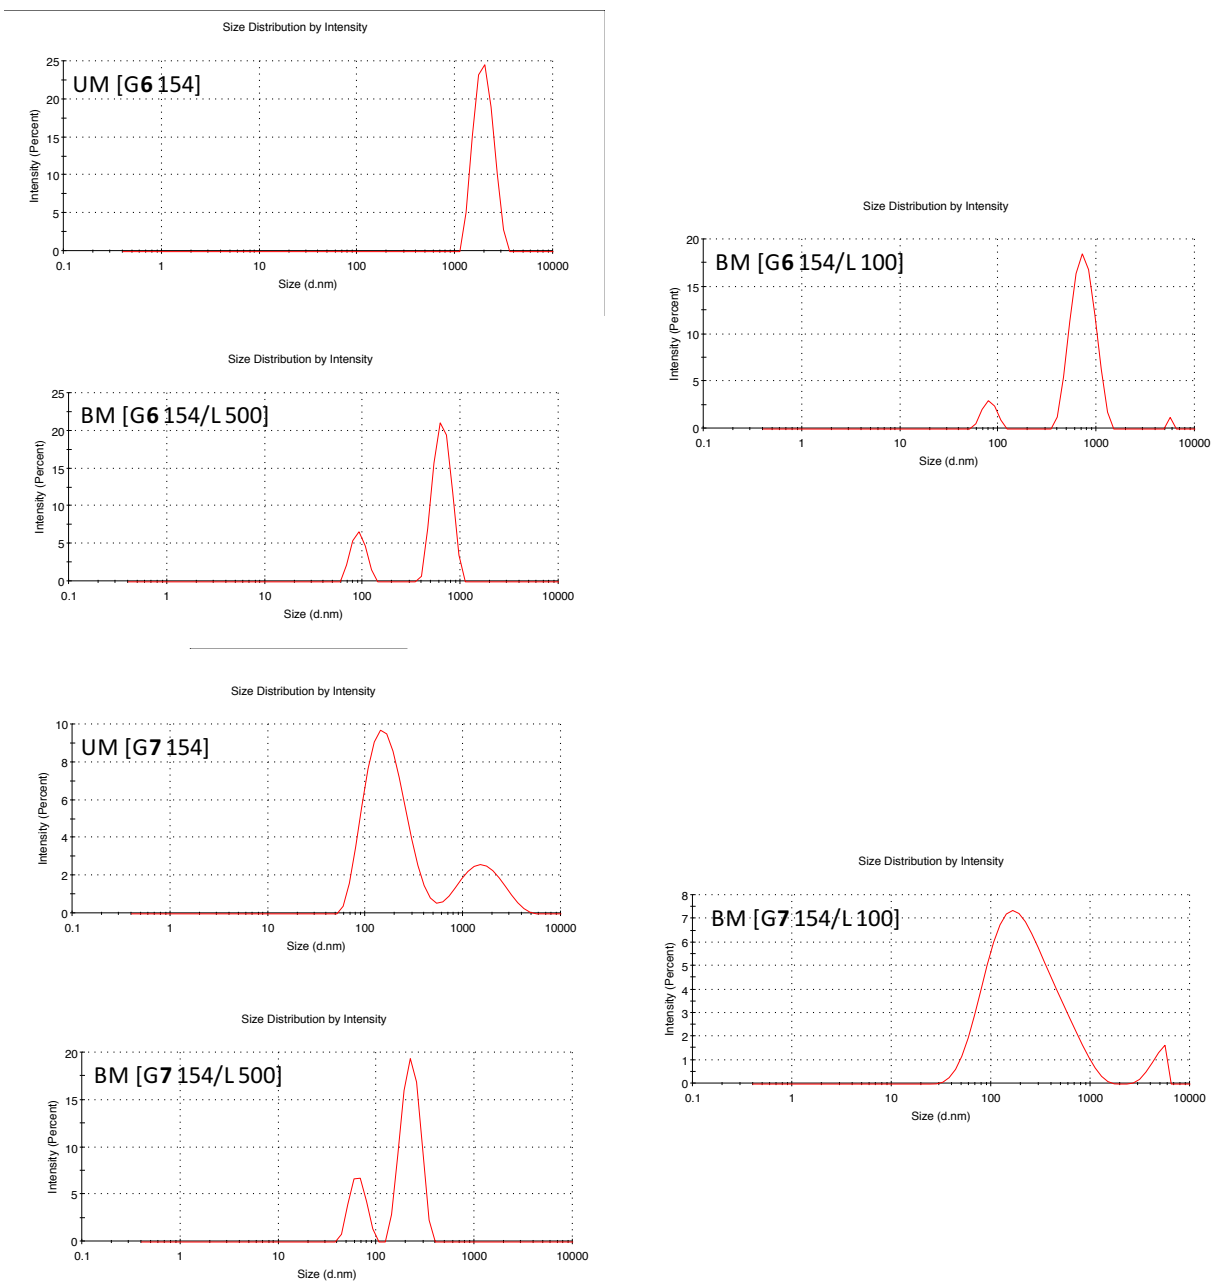 Size Distribution by Intensity
UM [G6 154]
Intensity (Percent)
25
20
15
10
5
0
0.1 1 10 100 1000 10000
Size (d.nm)
Size Distribution by Intensity
BM [G6 154/L 100]
Intensity (Percent)
20
15
10
5
0
0.1 1 10 100 1000 10000
Size (d.nm)
Size Distribution by Intensity
BM [G6 154/L 500]
Intensity (Percent)
25
20
15
10
5
0
0.1 1 10 100 1000 10000
Size (d.nm)
Size Distribution by Intensity
UM [G7 154]
Intensity (Percent)
10
8
6
4
2
0
0.1 1 10 100 1000 10000
Size (d.nm)
Size Distribution by Intensity
BM [G7 154/L 100]
Intensity (Percent)
8
7
6
5
4
3
2
1
0
0.1 1 10 100 1000 10000
Size (d.nm)
Size Distribution by Intensity
BM [G7 154/L 500]
Intensity (Percent)
20
15
10
5
0
0.1 1 10 100 1000 10000
Size (d.nm)